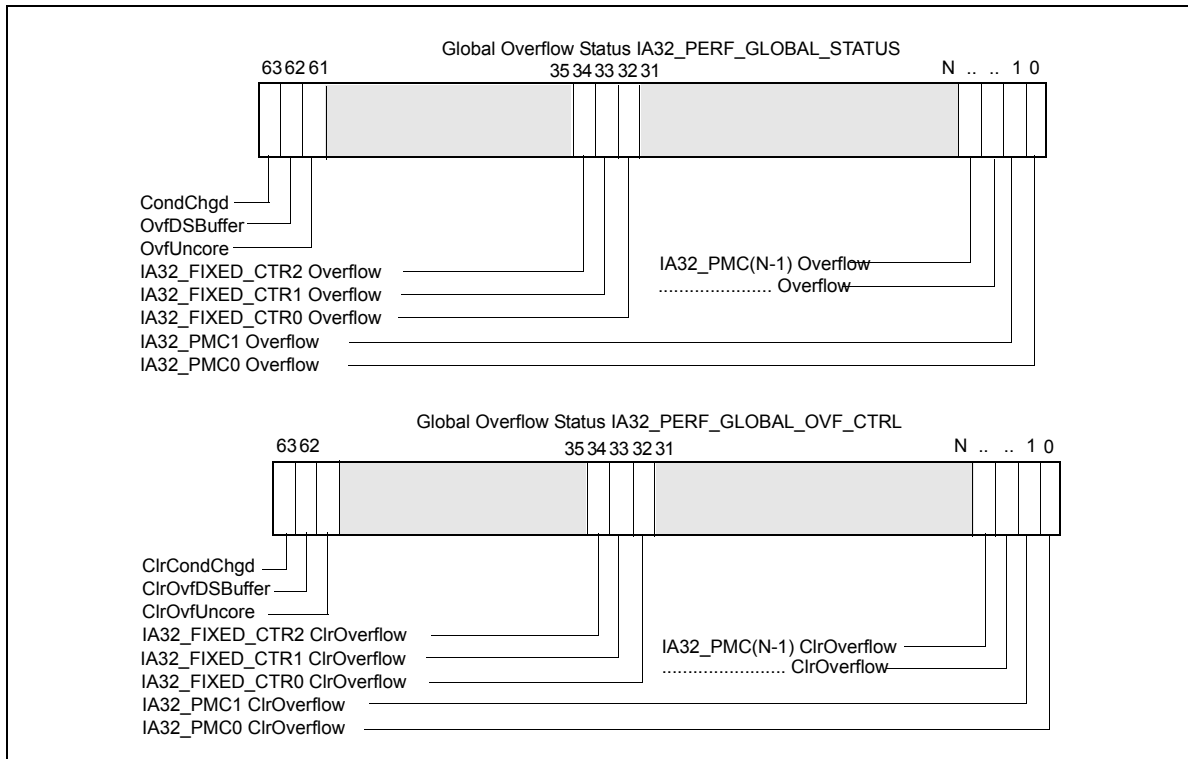 Global Overflow Status IA32_PERF_GLOBAL_STATUS
63 62 61 35 34 33 32 31 N .. .. 1 0
CondChgd
OvfDSBuffer
OvfUncore
IA32_FIXED_CTR2 Overflow
IA32_PMC(N-1) Overflow
IA32_FIXED_CTR1 Overflow
...................... Overflow
IA32_FIXED_CTR0 Overflow
IA32_PMC1 Overflow
IA32_PMC0 Overflow
Global Overflow Status IA32_PERF_GLOBAL_OVF_CTRL
63 62 35 34 33 32 31 N .. .. 1 0
ClrCondChgd
ClrOvfDSBuffer
ClrOvfUncore
IA32_FIXED_CTR2 ClrOverflow
IA32_PMC(N-1) ClrOverflow
IA32_FIXED_CTR1 ClrOverflow
........................ ClrOverflow
IA32_FIXED_CTR0 ClrOverflow
IA32_PMC1 ClrOverflow
IA32_PMC0 ClrOverflow